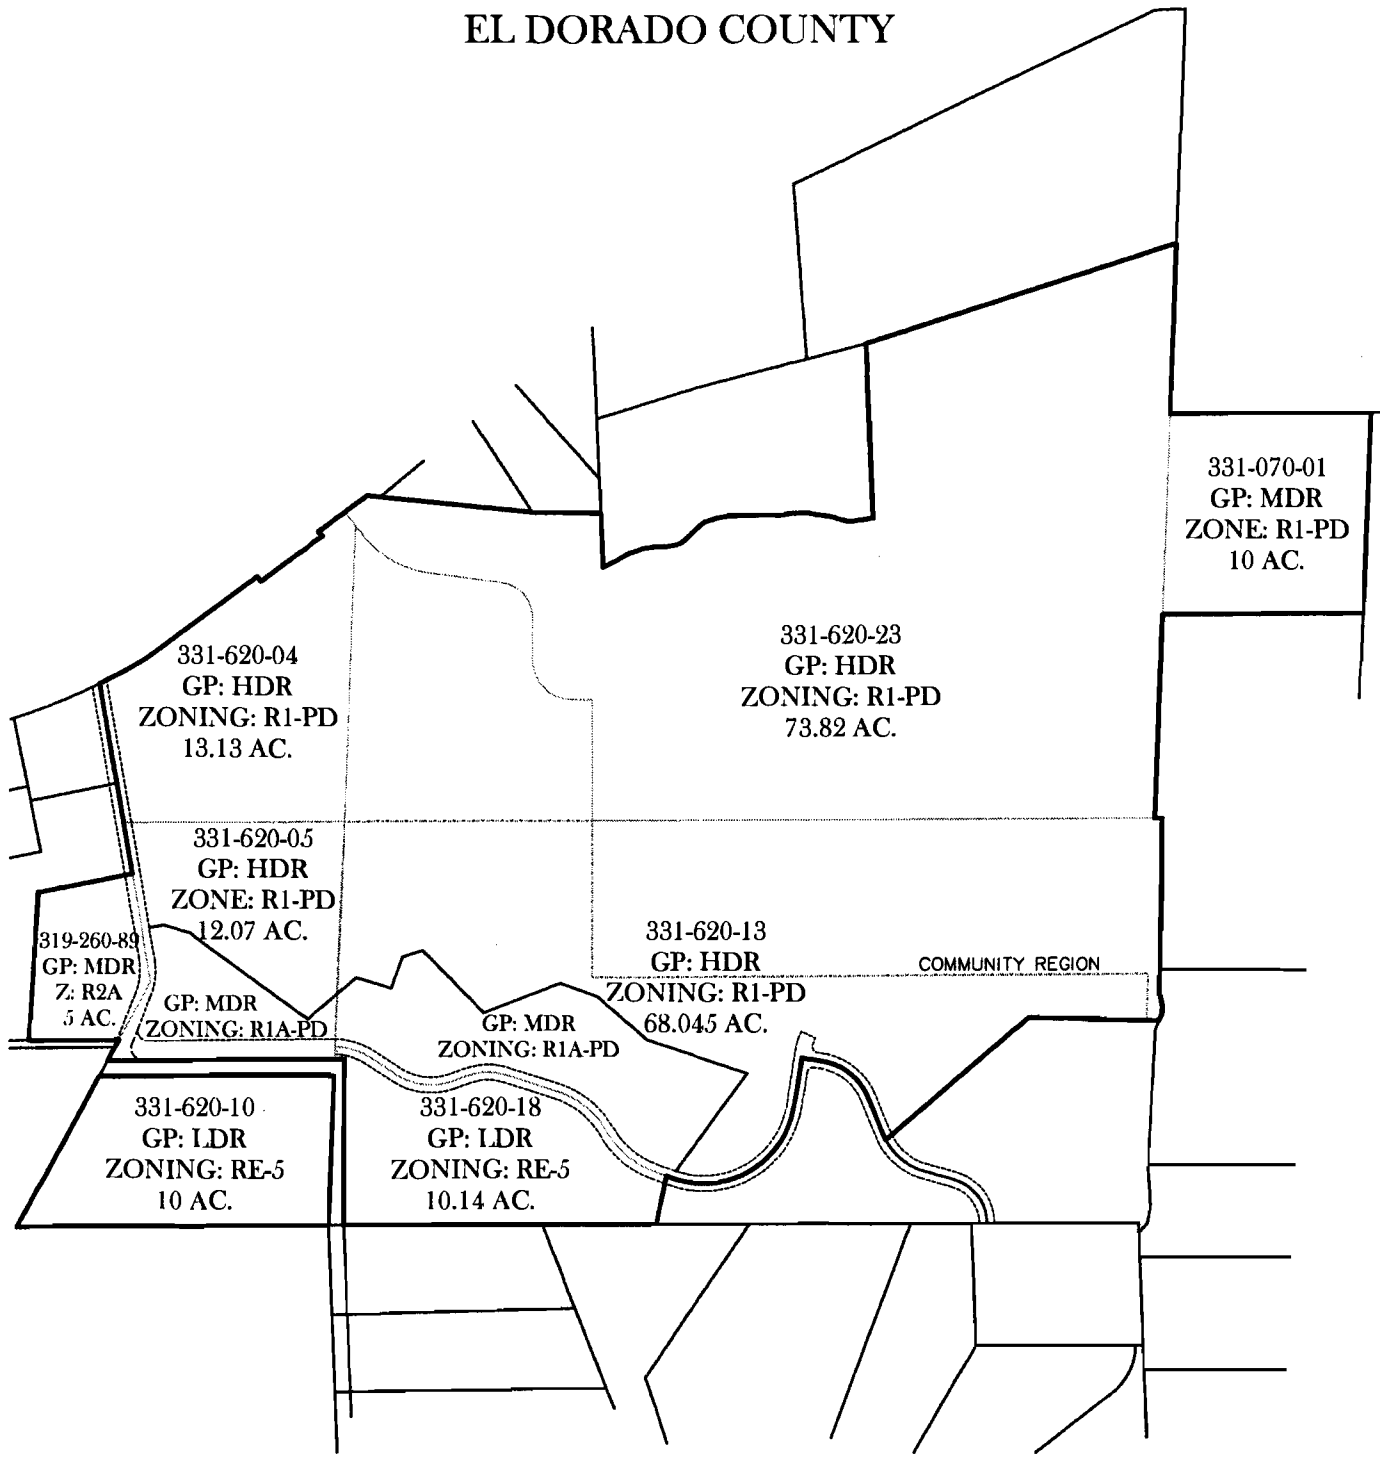 EL DORADO COUNTY
331-070-01
GP: MDR
ZONE: R1-PD
10 AC.
331-620-23
GP: HDR
ZONING: R1-PD
73.82 AC.
331-620-04
GP: HDR
ZONING: R1-PD
13.13 AC.
331-620-05
GP: HDR
ZONE: R1-PD
12.07 AC.
319-260-89
GP: MDR
Z: R2A
5 AC.
GP: MDR
ZONING: R1A-PD
331-620-13
GP: HDR
ZONING: R1-PD
68.045 AC.
COMMUNITY REGION
GP: MDR
ZONING: R1A-PD
331-620-10
GP: LDR
ZONING: RE-5
10 AC.
331-620-18
GP: LDR
ZONING: RE-5
10.14 AC.